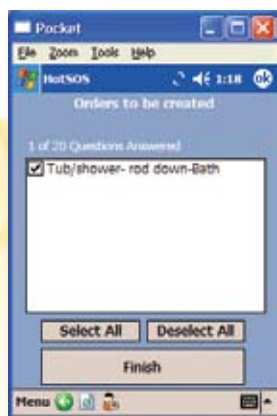 Pocket
File Zoom Tools Help
HotSOS 1:18 ok
Orders to be created
1 of 20 Questions Answered
Tub/shower- rod down-Bath
Select All Deselect All
Finish
Menu